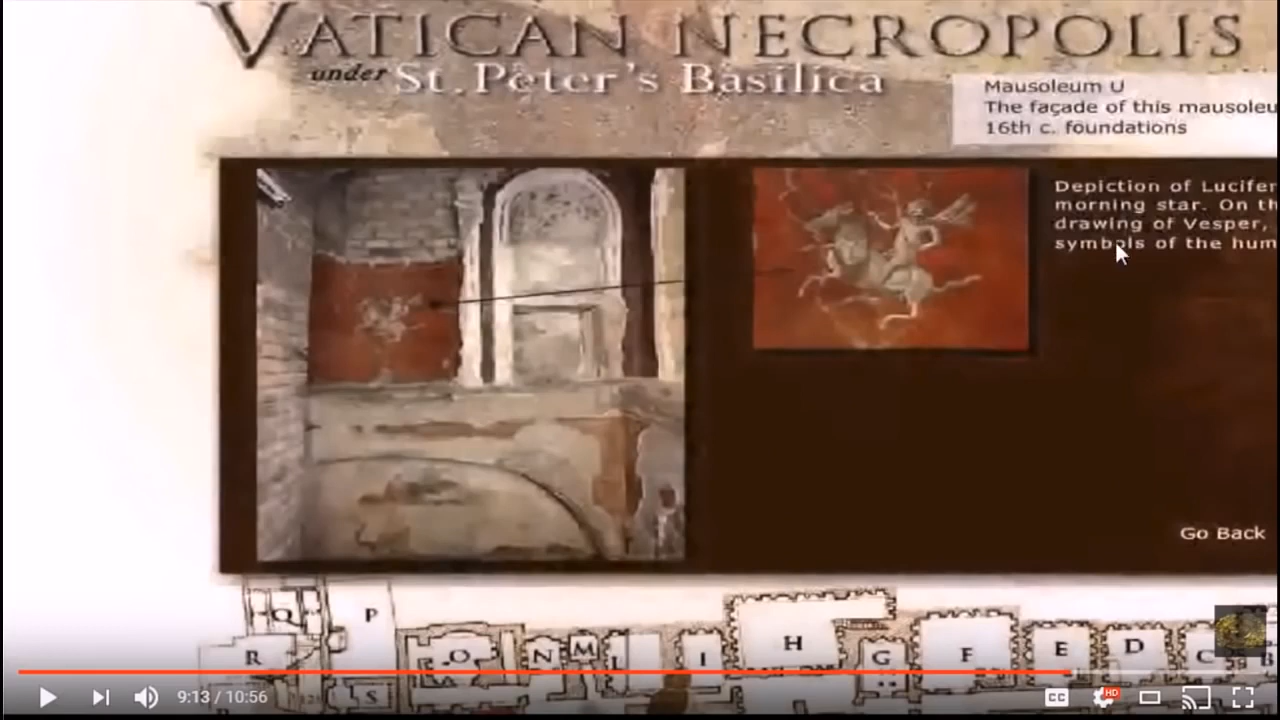 VATICAN NECROPOLIS
under St. Peter's Basilica
Mausoleum U
The façade of this mausoleu
16th c. foundations
Depiction of Lucifer
morning star. On th
drawing of Vesper,
symbols of the hum
Go Back
Q P
R O N M L I H G F E D C B
S
9:13 / 10:56
CC HD